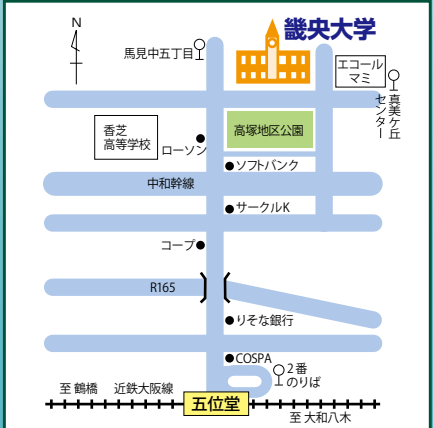 N
畿央大学
馬見中五丁目
エコール
マミ
真美ヶ丘
センター
香芝
高等学校
ローソン
高塚地区公園
ソフトバンク
中和幹線
サークルK
コープ
R165
りそな銀行
COSPA
2番
のりば
至 鶴橋
近鉄大阪線
五位堂
至 大和八木